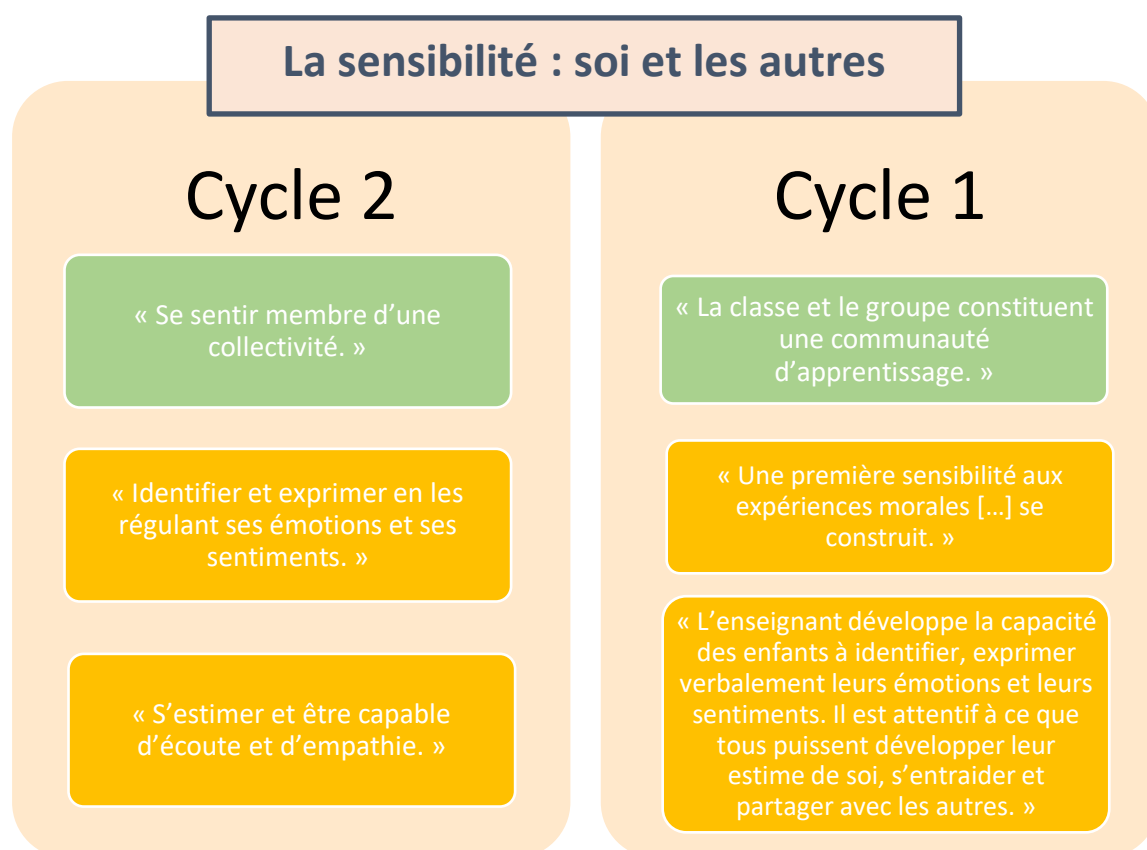 La sensibilité : soi et les autres
Cycle 2
« Se sentir membre d’une
collectivité. »
« Identifier et exprimer en les
régulant ses émotions et ses
sentiments. »
« S’estimer et être capable
d’écoute et d’empathie. »
Cycle 1
« La classe et le groupe constituent
une communauté
d’apprentissage. »
« Une première sensibilité aux
expériences morales […] se
construit. »
« L’enseignant développe la capacité
des enfants à identifier, exprimer
verbalement leurs émotions et leurs
sentiments. Il est attentif à ce que
tous puissent développer leur
estime de soi, s’entraider et
partager avec les autres. »